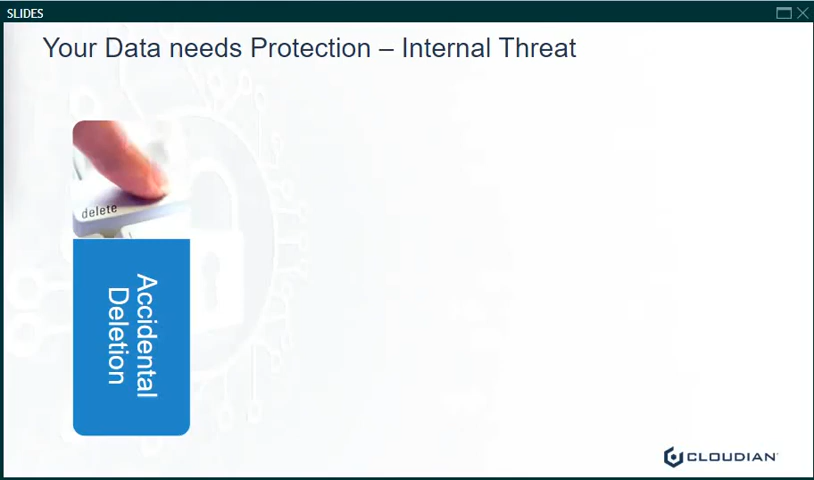 SLIDES
Your Data needs Protection – Internal Threat
delete
Accidental
Deletion
CLOUDIAN